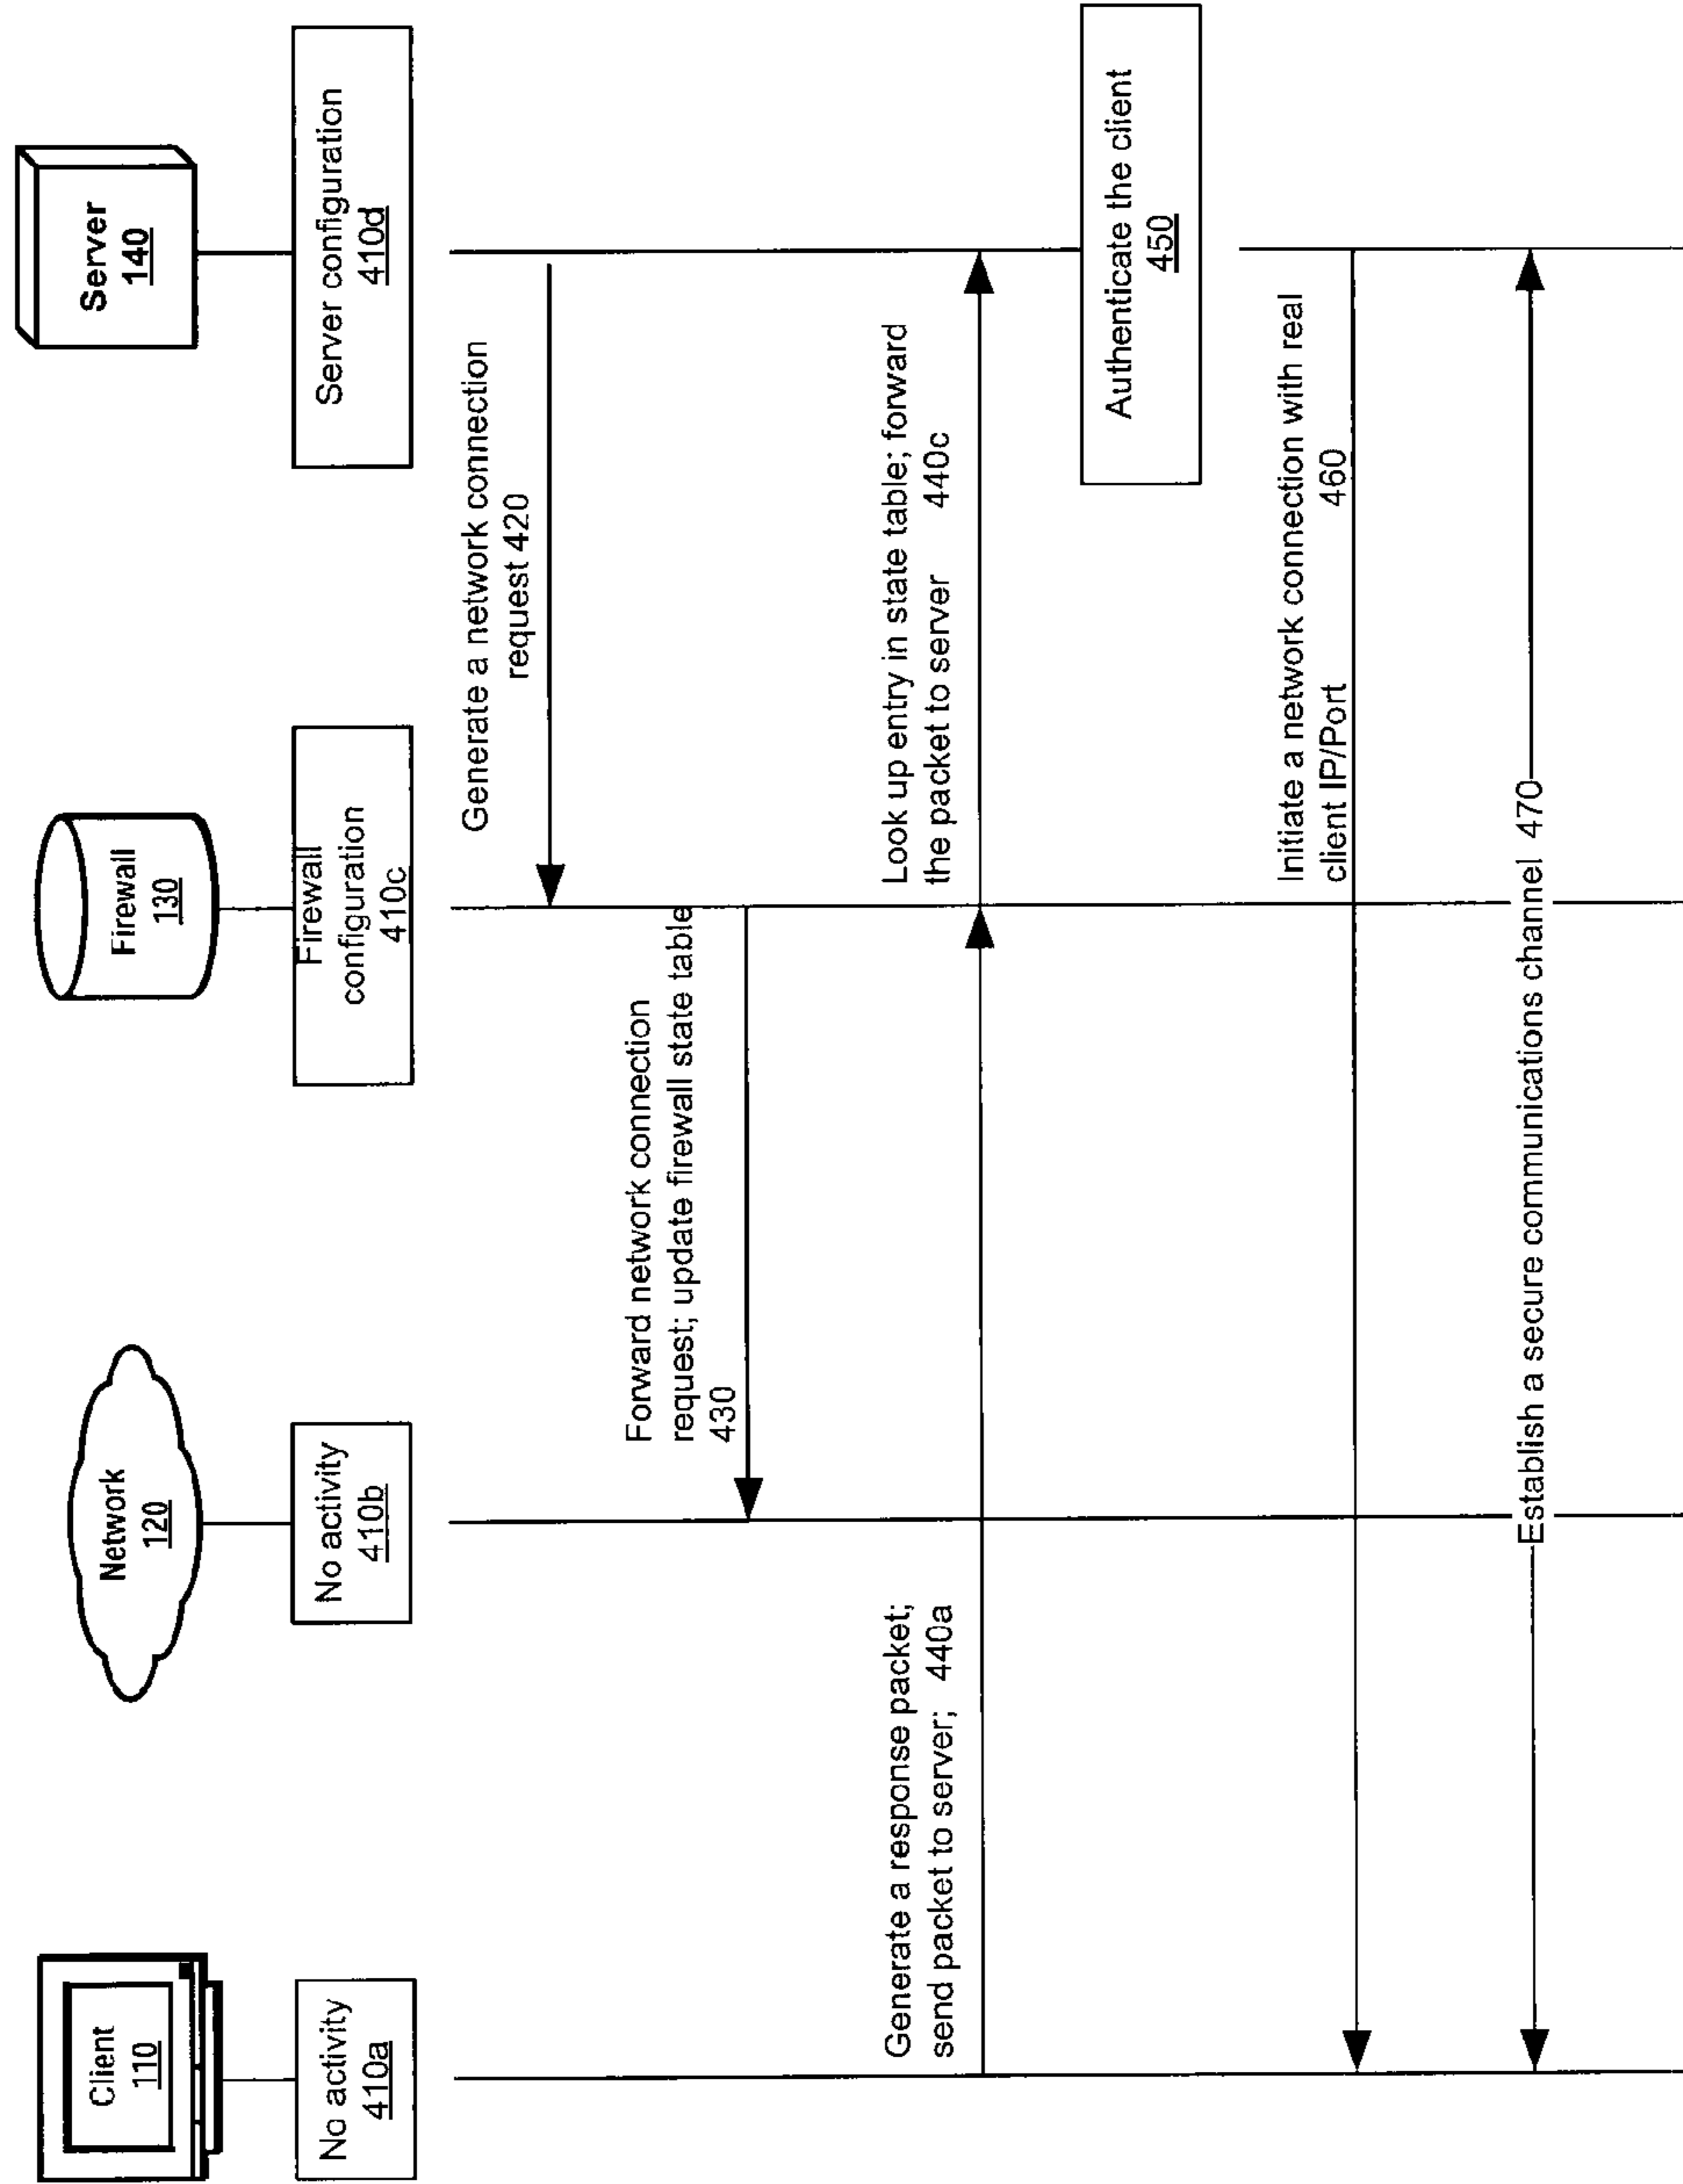 Client
110
Network
120
Firewall
130
Server
140
No activity
410a
No activity
410b
Firewall
configuration
410c
Server configuration
410d
Generate a network connection
request 420
Forward network connection
request; update firewall state table
430
Generate a response packet;
send packet to server; 440a
Look up entry in state table; forward
the packet to server 440c
Authenticate the client
450
Initiate a network connection with real
client IP/Port 460
Establish a secure communications channel 470